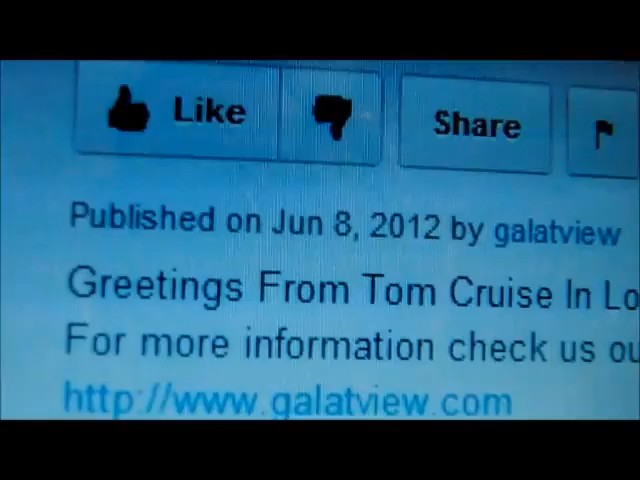 Like Share
Published on Jun 8, 2012 by galatview
Greetings From Tom Cruise In
For more information check us
http://www.galatview.com